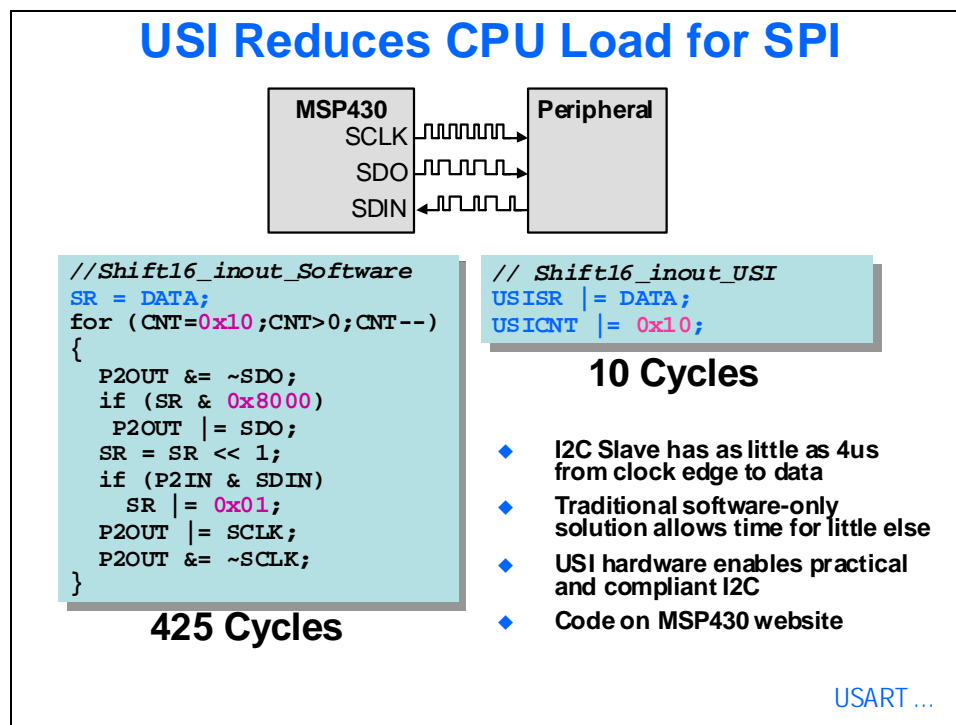 USI Reduces CPU Load for SPI
MSP430
SCLK
SDO
SDIN
Peripheral
//Shift16_inout_Software
SR = DATA;
for (CNT=0x10;CNT>0;CNT--)
{
P2OUT &= ~SDO;
if (SR & 0x8000)
P2OUT |= SDO;
SR = SR << 1;
if (P2IN & SDIN)
SR |= 0x01;
P2OUT |= SCLK;
P2OUT &= ~SCLK;
}
425 Cycles
// Shift16_inout_USI
USISR |= DATA;
USICNT |= 0x10;
10 Cycles
◆ I2C Slave has as little as 4us
from clock edge to data
◆ Traditional software-only
solution allows time for little else
◆ USI hardware enables practical
and compliant I2C
◆ Code on MSP430 website
USART ...